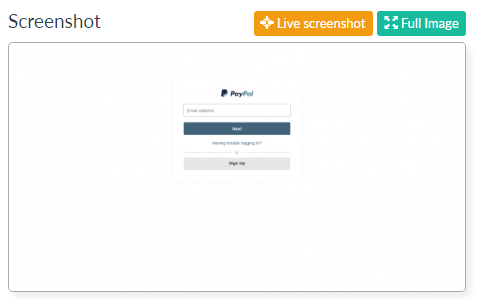 Screenshot
Live screenshot
Full Image
PayPal
Email address
Next
Having trouble logging in?
or
Sign Up